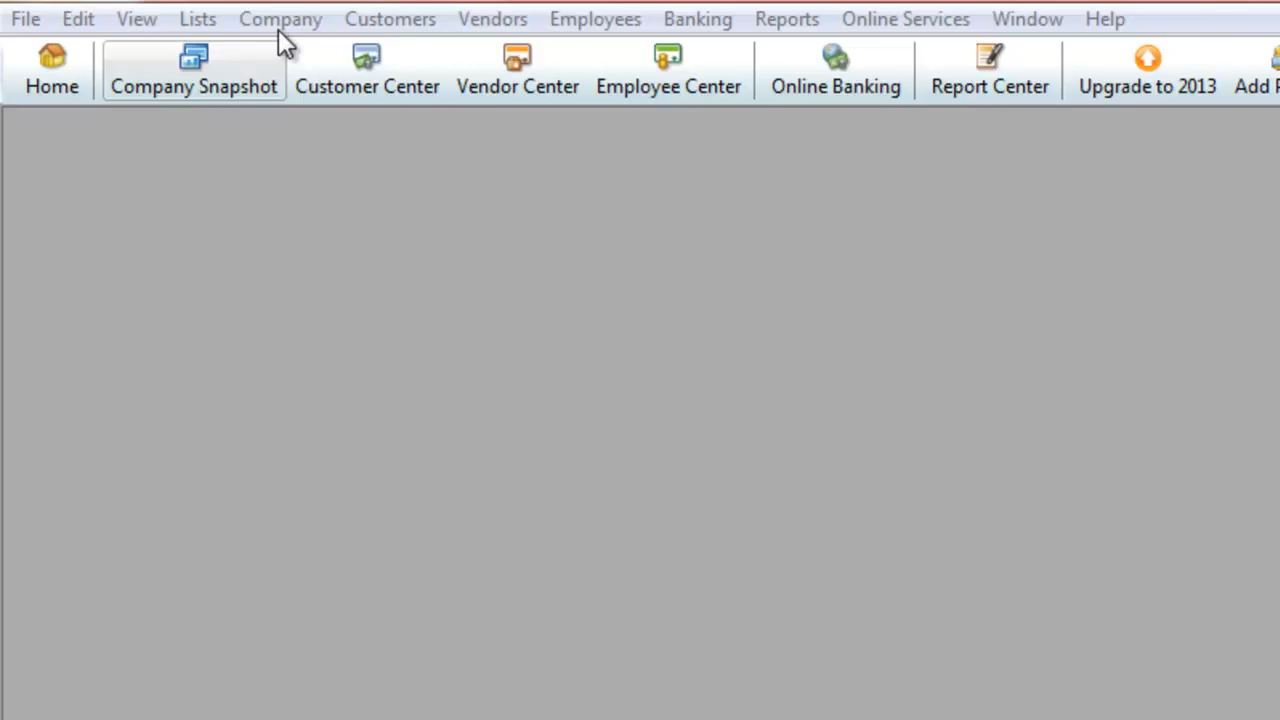 File Edit View Lists Company Customers Vendors Employees Banking Reports Online Services Window Help
Home Company Snapshot Customer Center Vendor Center Employee Center Online Banking Report Center Upgrade to 2013 Add